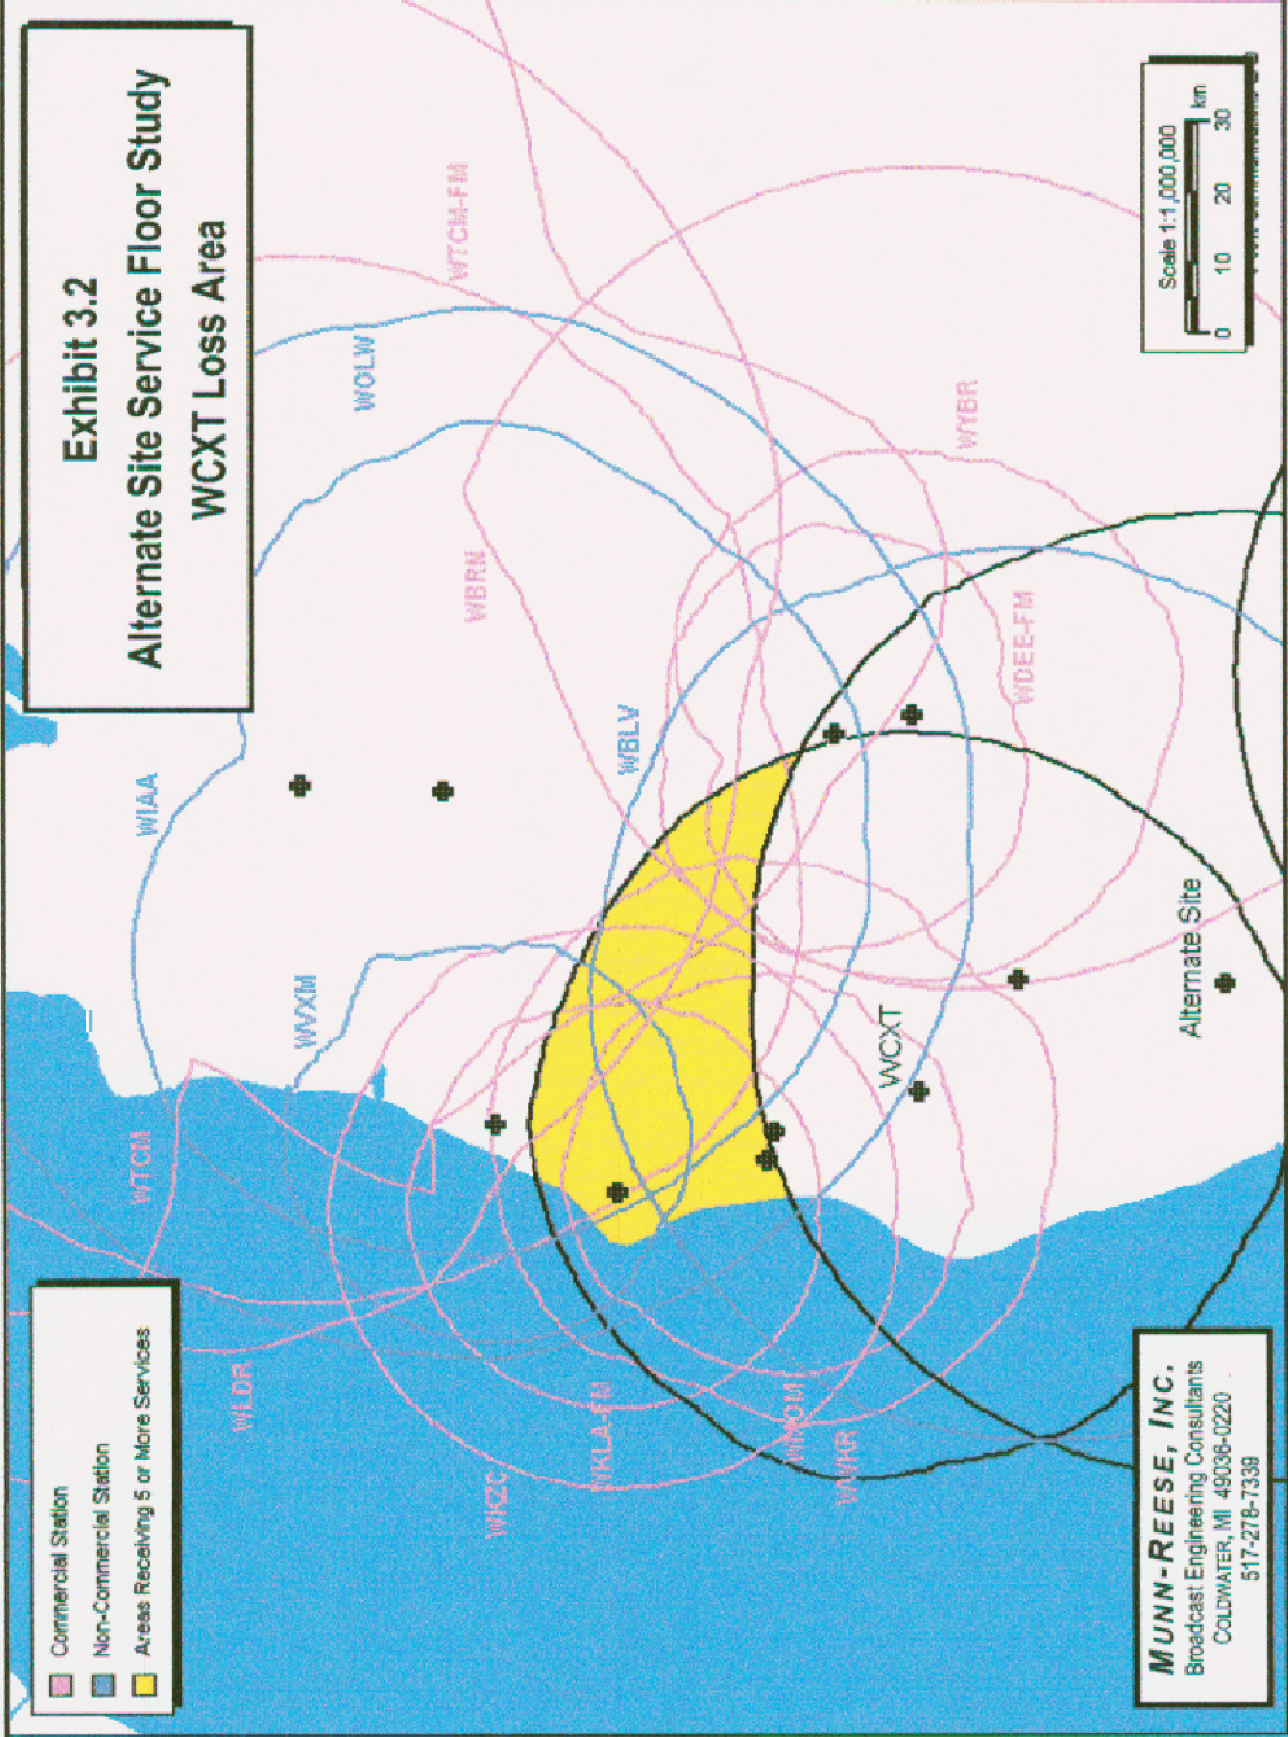 Exhibit 3.2
Alternate Site Service Floor Study
WCXT Loss Area
Commercial Station
Non-Commercial Station
Areas Receiving 5 or More Services
WTCM
WLDR
WKZC
WKLA-FM
WMOM
WWKR
WIAA
WVXM
WBLV
WBRN
WOLW
WTCM-FM
WYBR
WDEE-FM
WCXT
Alternate Site
Scale 1:1,000,000
km
0 10 20 30
MUNN-REESE, INC.
Broadcast Engineering Consultants
COLDWATER, MI 49036-0220
517-278-7339